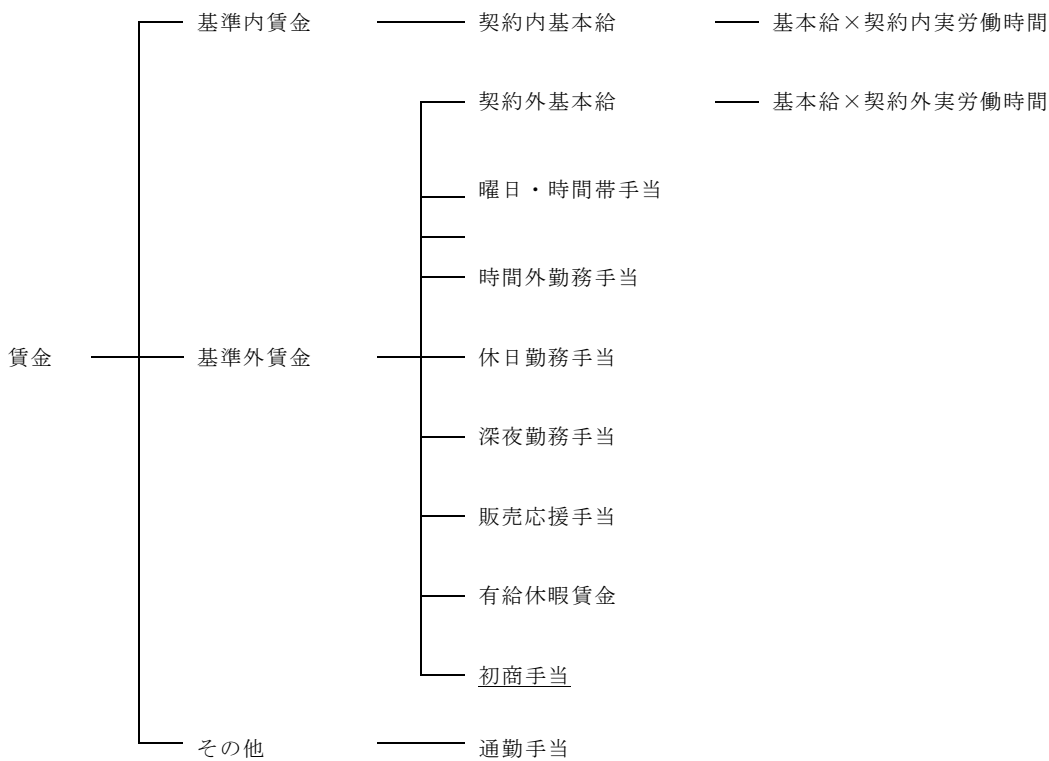 基準内賃金 契約内基本給 基本給×契約内実労働時間
契約外基本給 基本給×契約外実労働時間
曜日・時間帯手当
時間外勤務手当
賃金 基準外賃金 休日勤務手当
深夜勤務手当
販売応援手当
有給休暇賃金
初商手当
その他 通勤手当